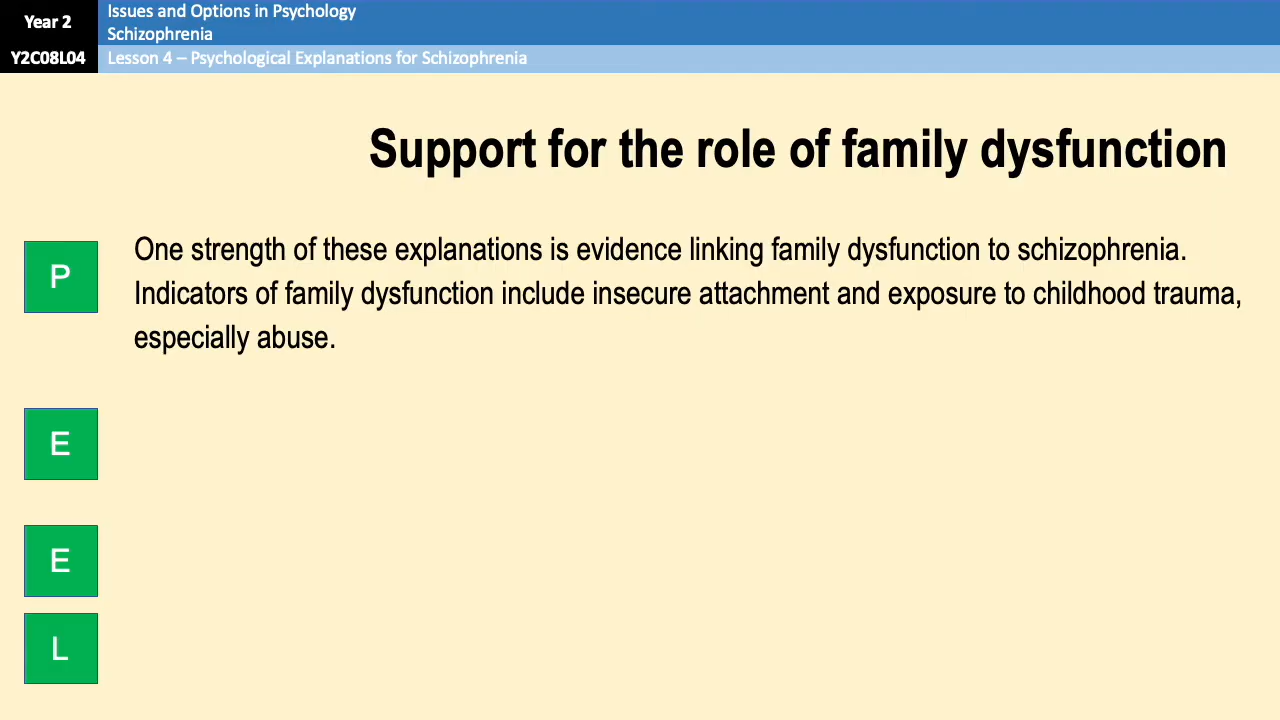 Year 2
Issues and Options in Psychology
Schizophrenia
Y2C08L04
Lesson 4 – Psychological Explanations for Schizophrenia
Support for the role of family dysfunction
P
One strength of these explanations is evidence linking family dysfunction to schizophrenia.
Indicators of family dysfunction include insecure attachment and exposure to childhood trauma,
especially abuse.
E
E
L